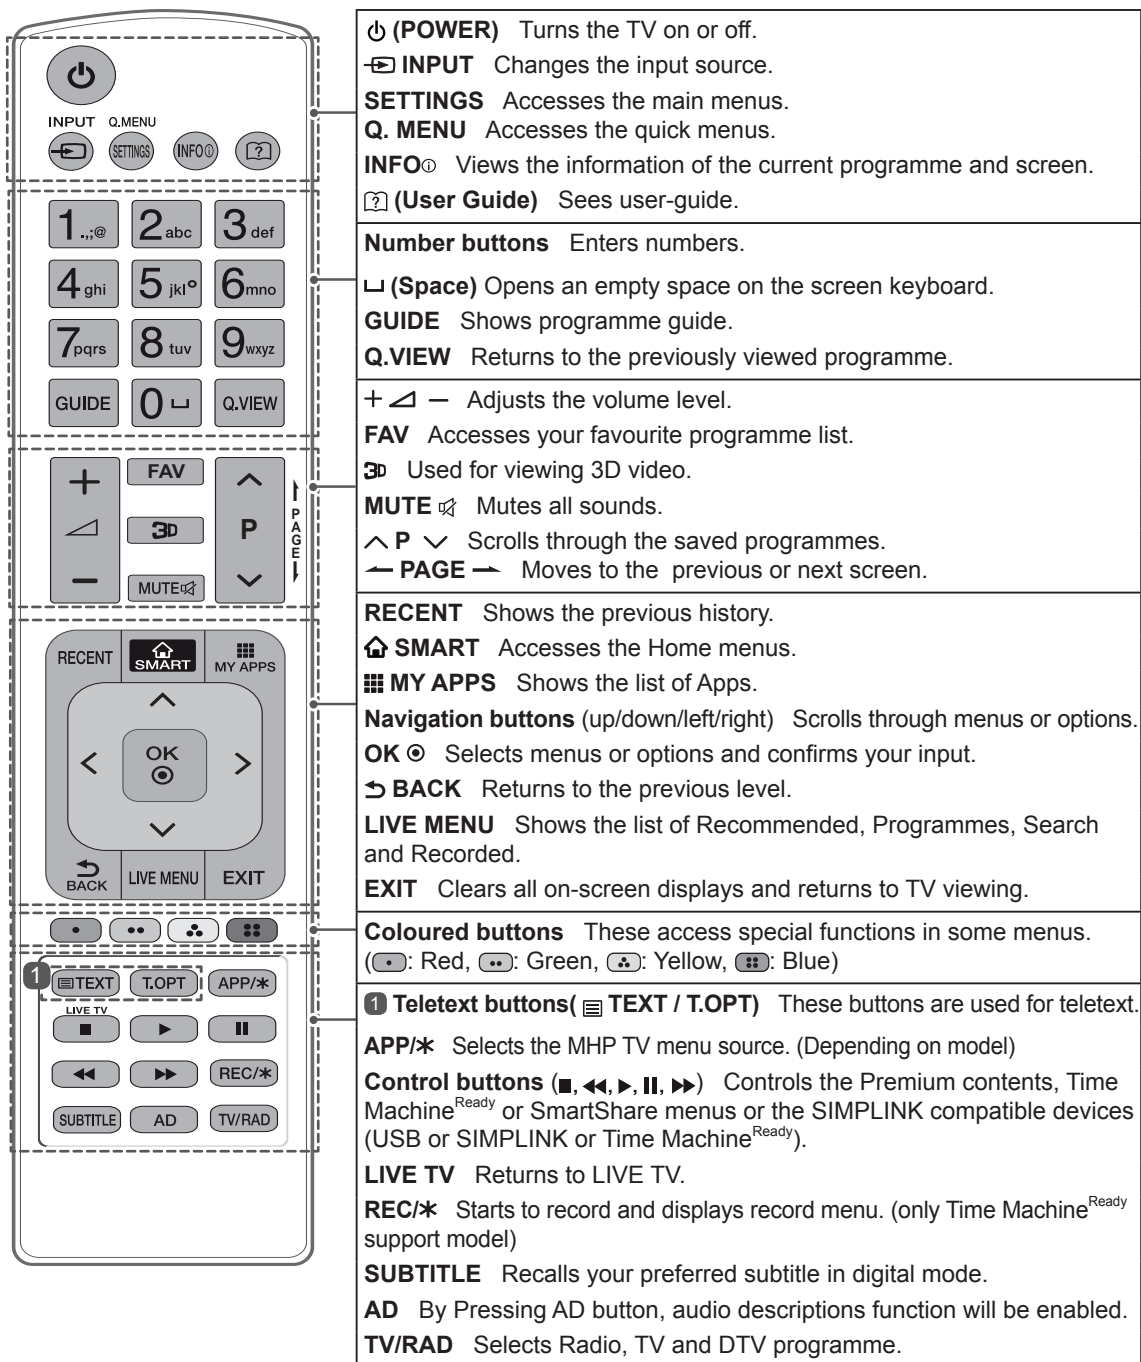 INPUT Q.MENU
SETTINGS INFO ?
1.,;@ 2abc 3def
4ghi 5jkl 6mno
7pqrs 8tuv 9wxyz
GUIDE 0 Q.VIEW
+ FAV
3D P
- MUTE
PAGE
RECENT SMART MY APPS
OK
BACK LIVE MENU EXIT
1 TEXT T.OPT APP/*
LIVE TV
REC/*
SUBTITLE AD TV/RAD
(POWER) Turns the TV on or off.
INPUT Changes the input source.
SETTINGS Accesses the main menus.
Q. MENU Accesses the quick menus.
INFO Views the information of the current programme and screen.
(User Guide) Sees user-guide.
Number buttons Enters numbers.
(Space) Opens an empty space on the screen keyboard.
GUIDE Shows programme guide.
Q.VIEW Returns to the previously viewed programme.
+ − Adjusts the volume level.
FAV Accesses your favourite programme list.
3D Used for viewing 3D video.
MUTE Mutes all sounds.
P Scrolls through the saved programmes.
PAGE Moves to the previous or next screen.
RECENT Shows the previous history.
SMART Accesses the Home menus.
MY APPS Shows the list of Apps.
Navigation buttons (up/down/left/right) Scrolls through menus or options.
OK Selects menus or options and confirms your input.
BACK Returns to the previous level.
LIVE MENU Shows the list of Recommended, Programmes, Search
and Recorded.
EXIT Clears all on-screen displays and returns to TV viewing.
Coloured buttons These access special functions in some menus.
( : Red, : Green, : Yellow, : Blue)
1 Teletext buttons( TEXT / T.OPT) These buttons are used for teletext.
APP/* Selects the MHP TV menu source. (Depending on model)
Control buttons (■, ◀◀, ▶, II, ▶▶) Controls the Premium contents, Time
MachineReady or SmartShare menus or the SIMPLINK compatible devices
(USB or SIMPLINK or Time MachineReady).
LIVE TV Returns to LIVE TV.
REC/* Starts to record and displays record menu. (only Time MachineReady
support model)
SUBTITLE Recalls your preferred subtitle in digital mode.
AD By Pressing AD button, audio descriptions function will be enabled.
TV/RAD Selects Radio, TV and DTV programme.